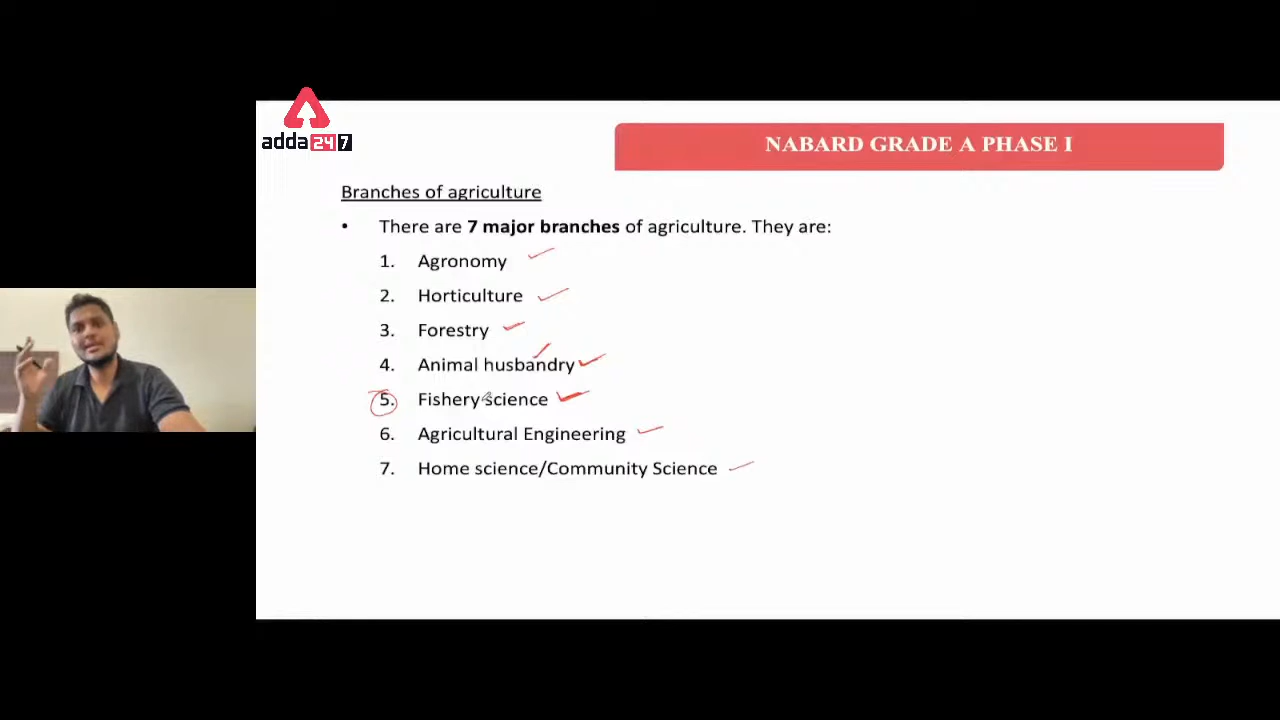 adda247
NABARD GRADE A PHASE I
Branches of agriculture
• There are 7 major branches of agriculture. They are:
1. Agronomy
2. Horticulture
3. Forestry
4. Animal husbandry
5. Fishery science
6. Agricultural Engineering
7. Home science/Community Science